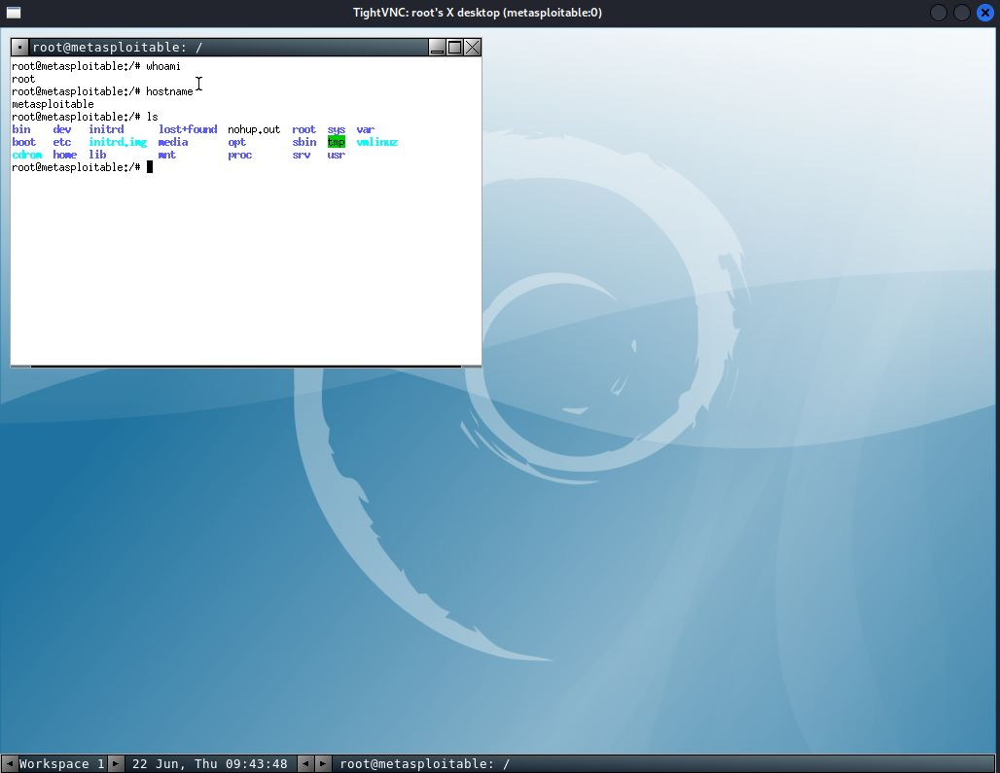 TightVNC: root's X desktop (metasploitable:0)
root@metasploitable: /
root@metasploitable:/# whoami
root
root@metasploitable:/# hostname
metasploitable
root@metasploitable:/# ls
bin dev initrd lost+found nohup.out root sys var
boot etc initrd.img media opt sbin tmp vmlinuz
cdrom home lib mnt proc srv usr
root@metasploitable:/#
Workspace 1 22 Jun, Thu 09:43:48 root@metasploitable: /